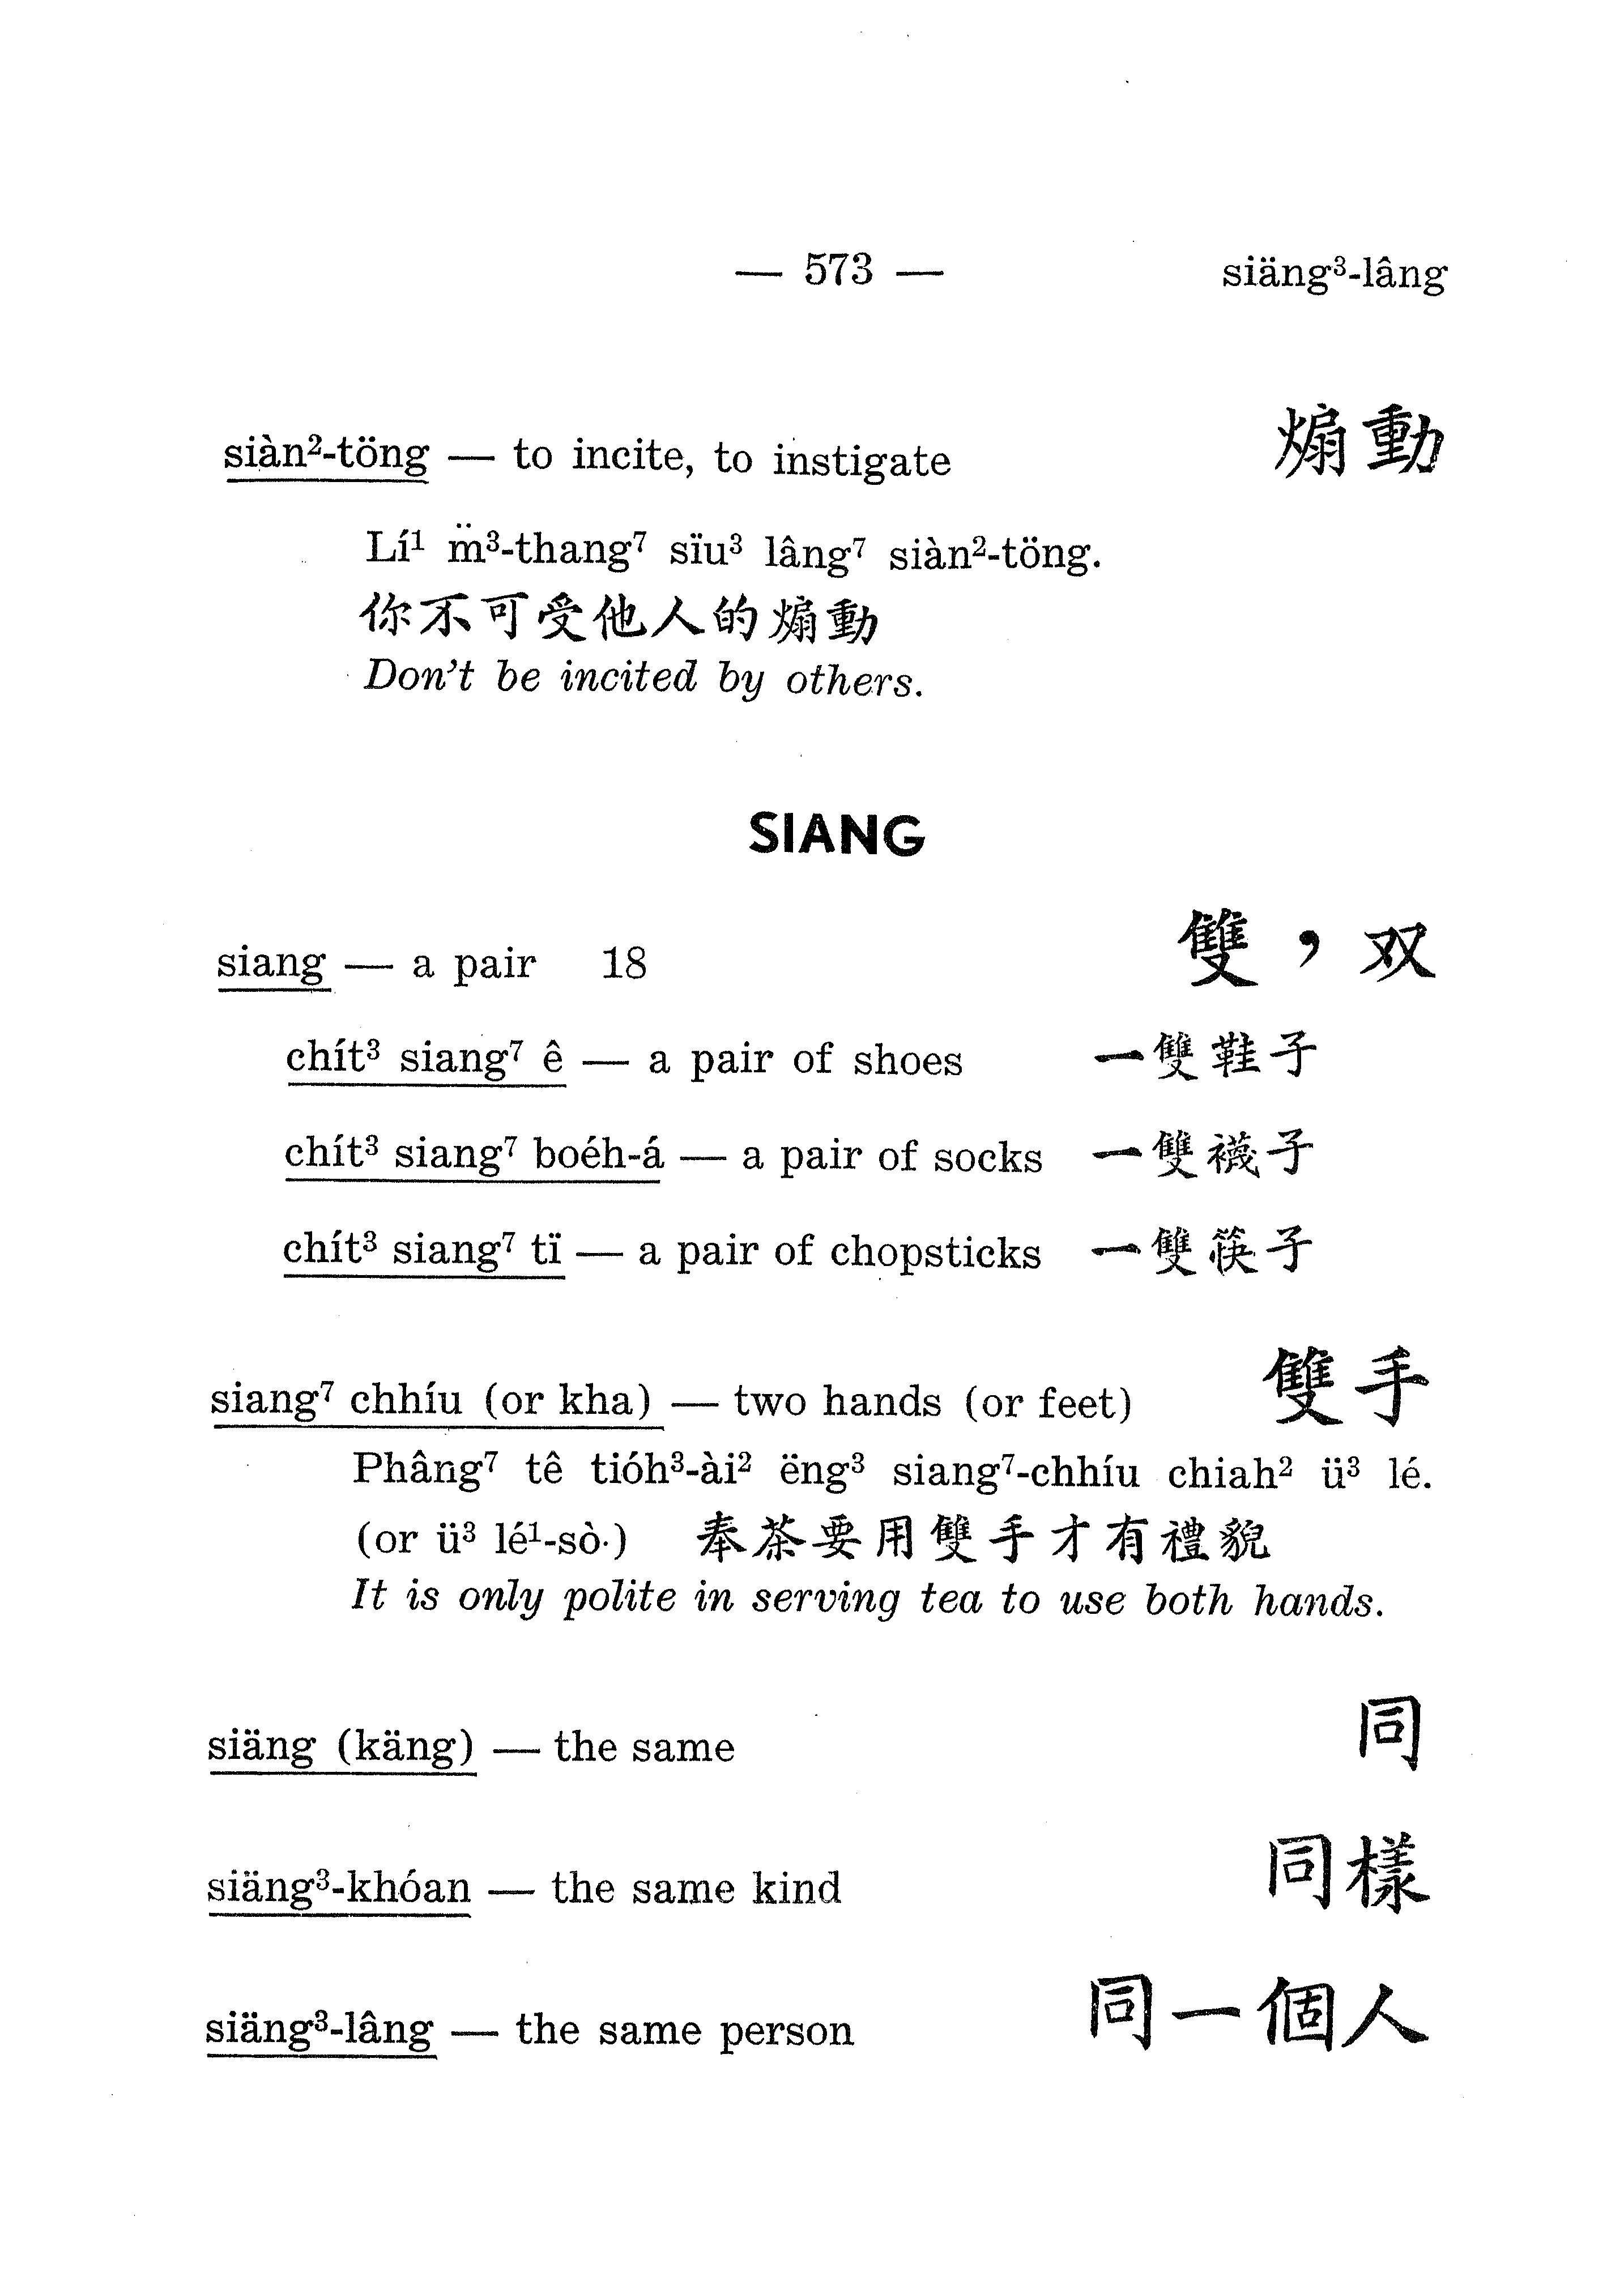 — 573 — siäng³-lâng
siàn²-töng — to incite, to instigate 煽動
Lí¹ m̈³-thang⁷ sïu³ lâng⁷ siàn²-töng.
你不可受他人的煽動
Don't be incited by others.
SIANG
siang — a pair 18 雙，双
chít³ siang⁷ ê — a pair of shoes 一雙鞋子
chít³ siang⁷ boéh-á — a pair of socks 一雙襪子
chít³ siang⁷ tï — a pair of chopsticks 一雙筷子
siang⁷ chhíu (or kha) — two hands (or feet) 雙手
Phâng⁷ tê tióh³-ài² ëng³ siang⁷-chhíu chiah² ü³ lé.
(or ü³ lé¹-sò·) 奉茶要用雙手才有禮貌
It is only polite in serving tea to use both hands.
siäng (käng) — the same 同
siäng³-khóan — the same kind 同樣
siäng³-lâng — the same person 同一個人